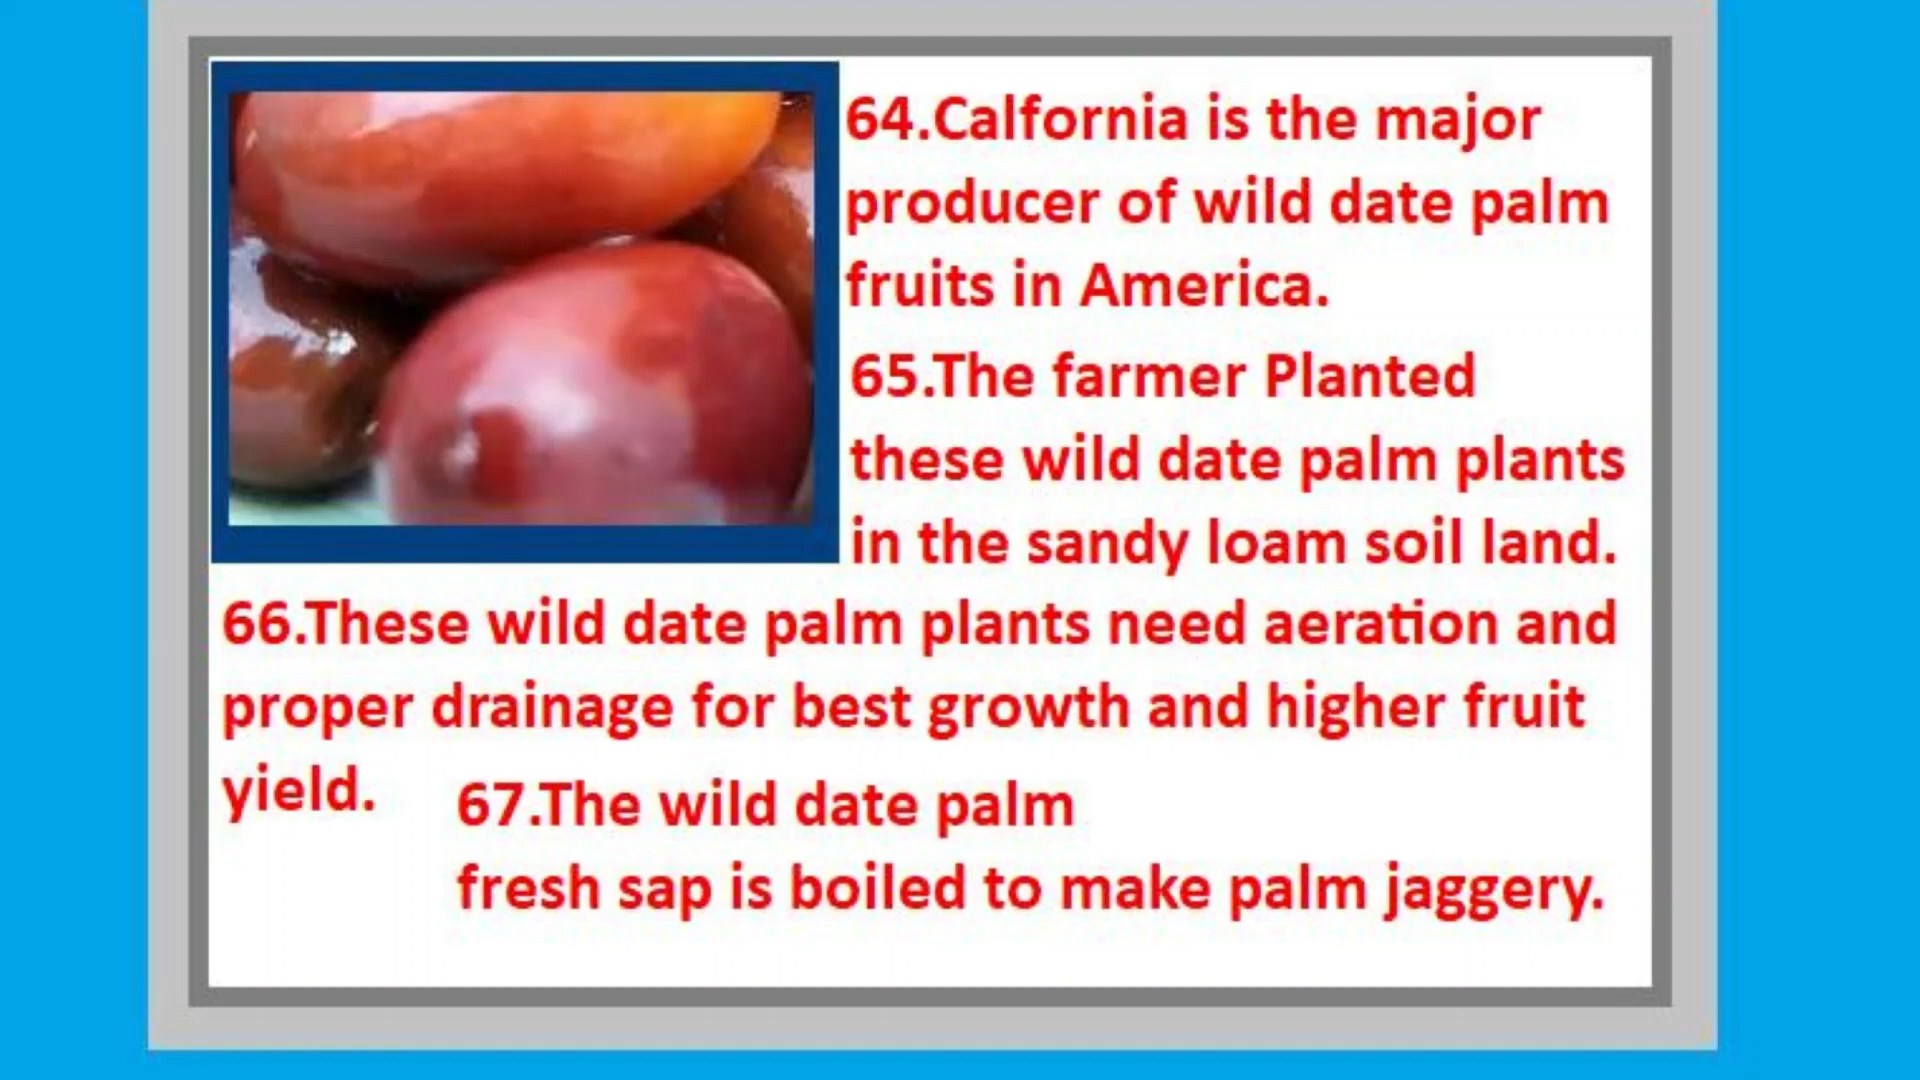 64.Calfornia is the major
producer of wild date palm
fruits in America.
65.The farmer Planted
these wild date palm plants
in the sandy loam soil land.
66.These wild date palm plants need aeration and
proper drainage for best growth and higher fruit
yield.
67.The wild date palm
fresh sap is boiled to make palm jaggery.